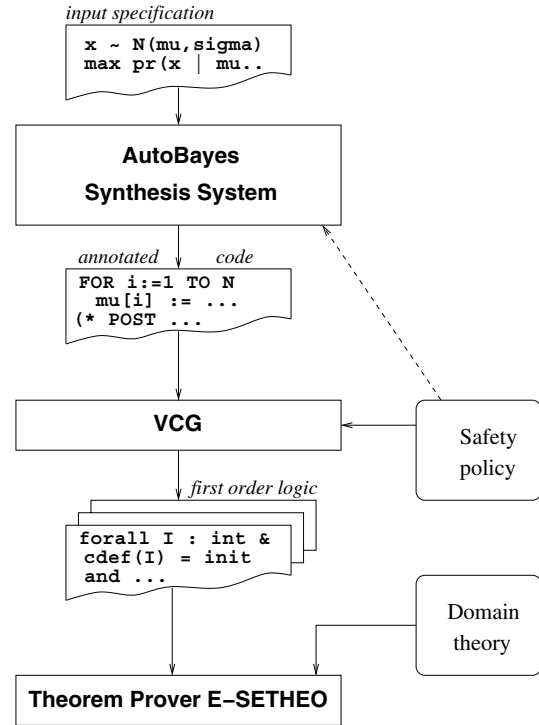 input specification
x ~ N(mu,sigma)
max pr(x | mu..
AutoBayes
Synthesis System
annotated code
FOR i:=1 TO N
mu[i] := ...
(* POST ...
VCG
Safety
policy
first order logic
forall I : int &
cdef(I) = init
and ...
Domain
theory
Theorem Prover E-SETHEO